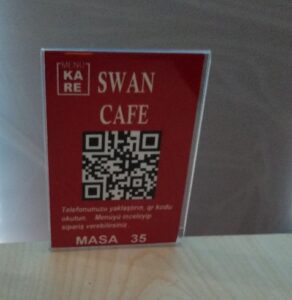 MENU
KA
RE
SWAN
CAFE
Telefonunuzu yaklaştırın, qr kodu
okutun. Menüyü inceleyip
sipariş verebilirsiniz.
MASA 35